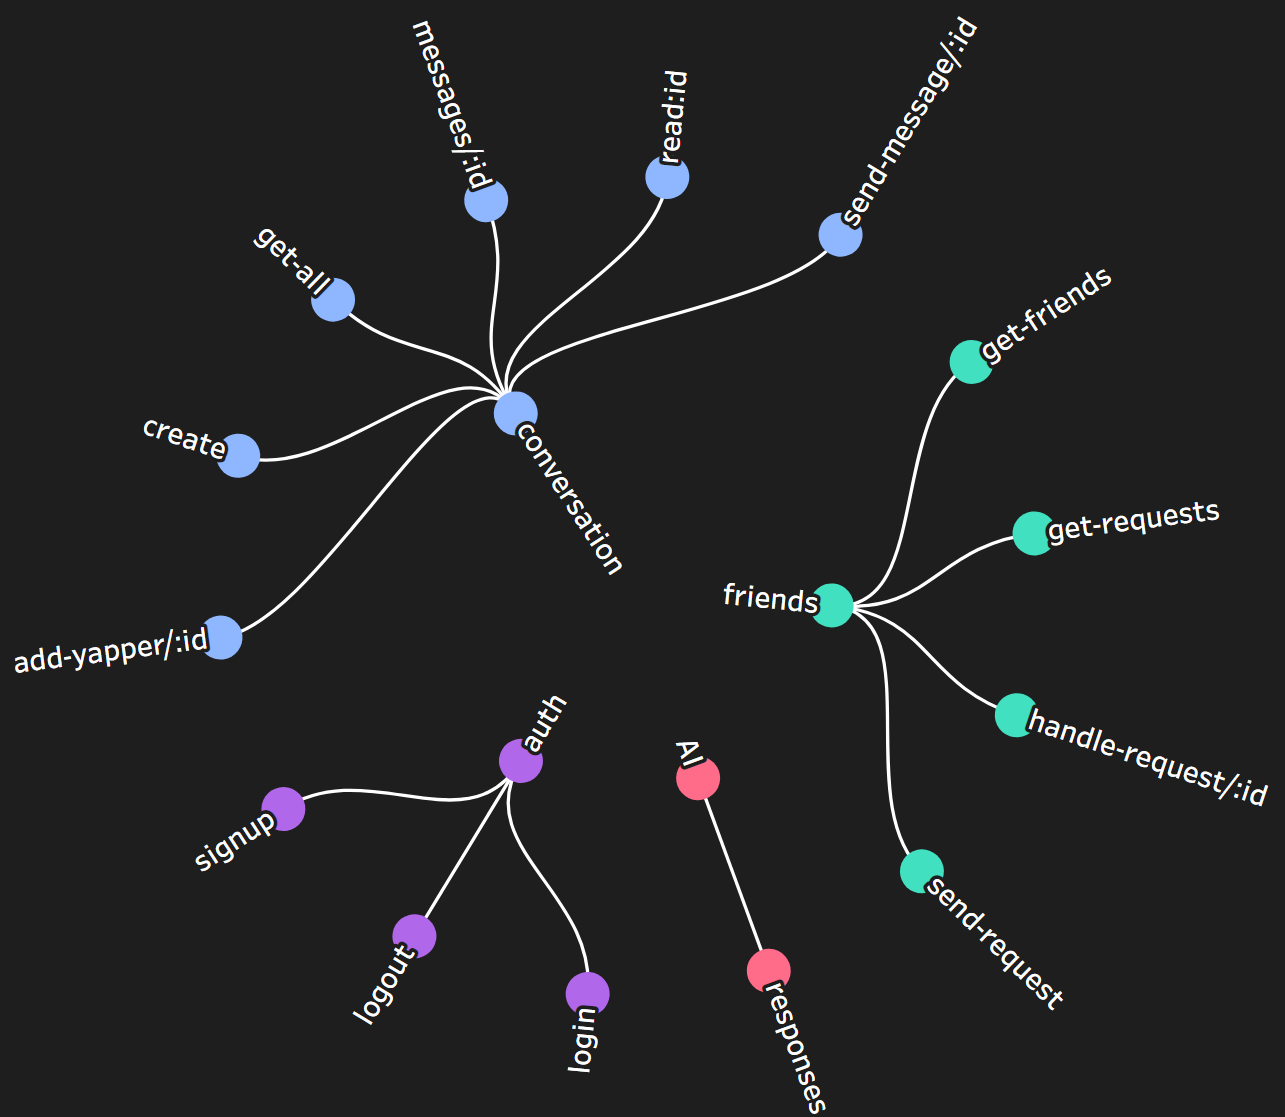 messages/:id
read:id
send-message/:id
get-all
get-friends
create
conversation
get-requests
friends
add-yapper/:id
handle-request/:id
auth
AI
signup
send-request
logout
login
responses